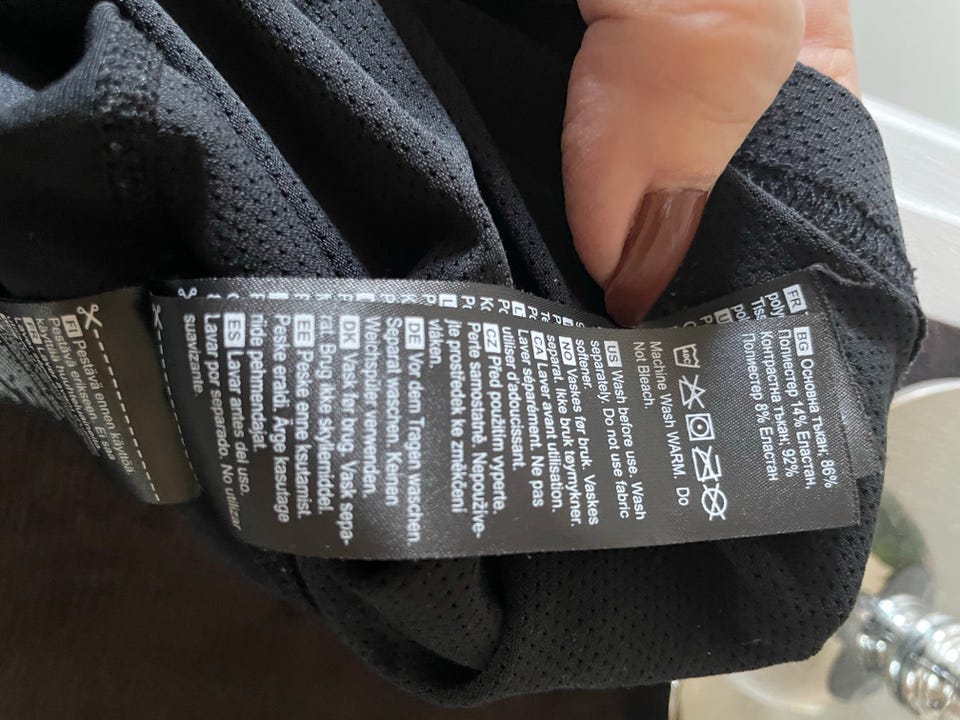 FR
BG Основна тъкан, 86%
Полиестер 14% Еластан,
Контрастна тъкан, 92%
Полиестер 8% Еластан
Machine Wash WARM. Do
Not Bleach.
US Wash before use. Wash
separately. Do not use fabric
softener.
NO Vaskes før bruk. Vaskes
separat. Ikke bruk tøymykner.
CA Laver avant utilisation.
Laver séparément. Ne pas
utiliser d'adoucissant.
CZ Před použitím vyperte.
Perte samostatně. Nepoužíve-
jte prostředek ke změkčení
vláken.
DE Vor dem Tragen waschen.
Separat waschen. Keinen
Weichspüler verwenden.
DK Vask før brug. Vask sepa-
rat. Brug ikke skyllemiddel.
EE Peske enne kulumist.
Peske eraldi. Ärge kasutage
pehmendajat.
ES Lavar antes del uso.
Lavar por separado. No utilizar
suavizante.
FI Pestävä ennen käyttöä.
Pestävä erikseen. Älä